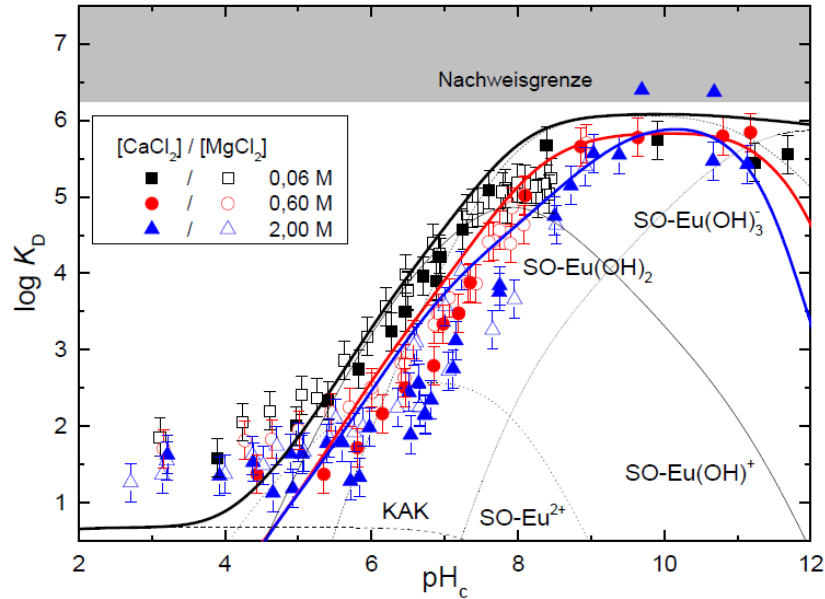 7
6
5
4
3
2
1
log K_D
Nachweisgrenze
[CaCl₂] / [MgCl₂]
/ 0,06 M
/ 0,60 M
/ 2,00 M
SO-Eu(OH)₃⁻
SO-Eu(OH)₂
SO-Eu(OH)⁺
KAK
SO-Eu²⁺
2 4 6 8 10 12
pH_c